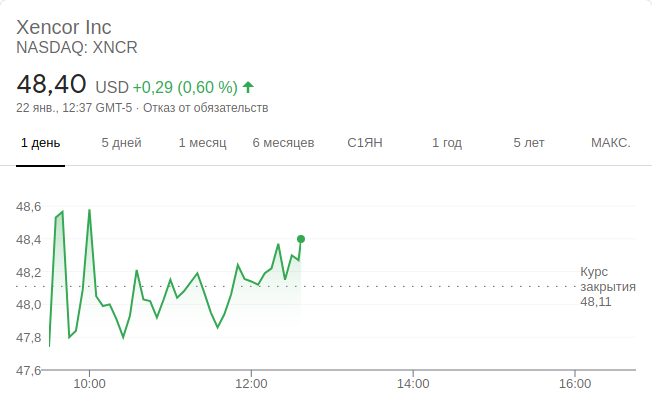 Xencor Inc
NASDAQ: XNCR
48,40 USD +0,29 (0,60 %)
22 янв., 12:37 GMT-5 · Отказ от обязательств
1 день 5 дней 1 месяц 6 месяцев С1ЯН 1 год 5 лет МАКС.
48,6
48,4
48,2
48,0
47,8
47,6
Курс
закрытия
48,11
10:00 12:00 14:00 16:00